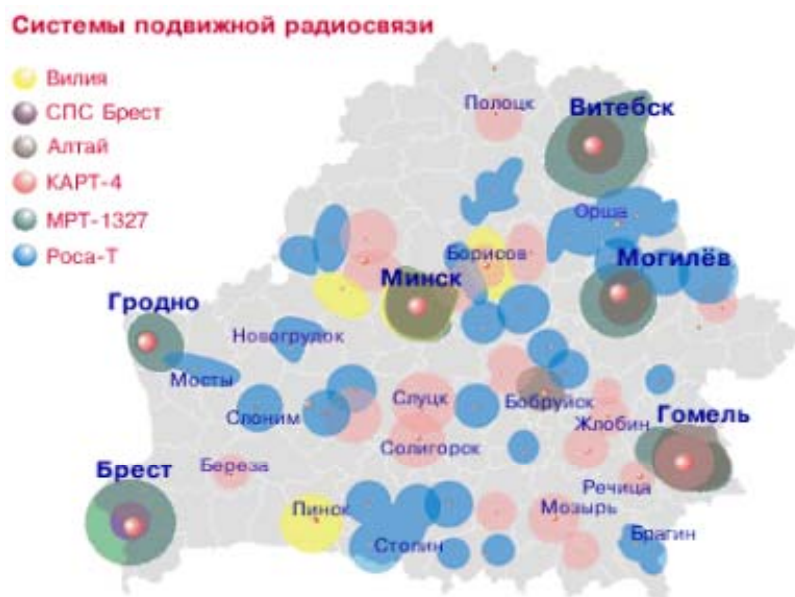 Системы подвижной радиосвязи
Вилия
СПС Брест
Алтай
КАРТ-4
МРТ-1327
Роса-Т
Полоцк
Витебск
Орша
Борисов
Могилёв
Минск
Гродно
Новогрудок
Мосты
Слуцк
Бобруйск
Слоним
Жлобин
Гомель
Солигорск
Брест
Береза
Речица
Пинск
Мозырь
Столин
Брагин